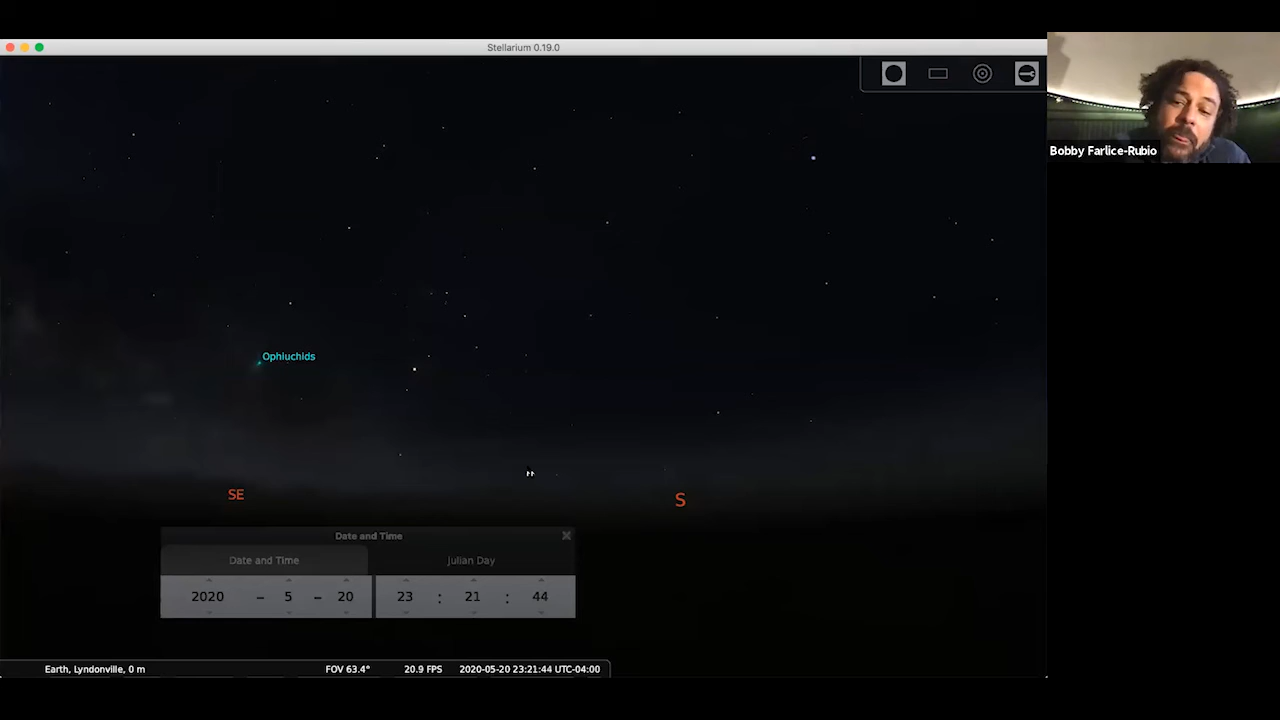 Stellarium 0.19.0
Bobby Farlice-Rubio
Ophiuchids
SE
S
Date and Time
Date and Time Julian Day
2020 – 5 – 20 23 : 21 : 44
Earth, Lyndonville, 0 m FOV 63.4° 20.9 FPS 2020-05-20 23:21:44 UTC-04:00